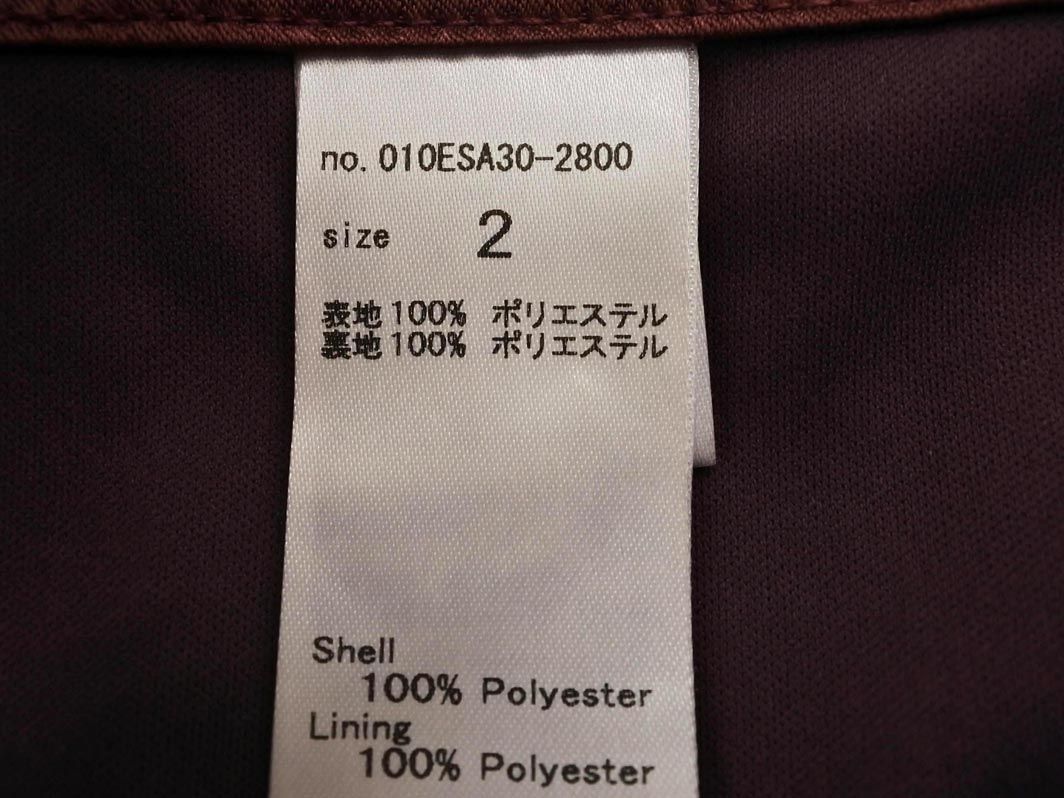 no. 010ESA30-2800
size 2
表地100% ポリエステル
裏地100% ポリエステル
Shell
100% Polyester
Lining
100% Polyester